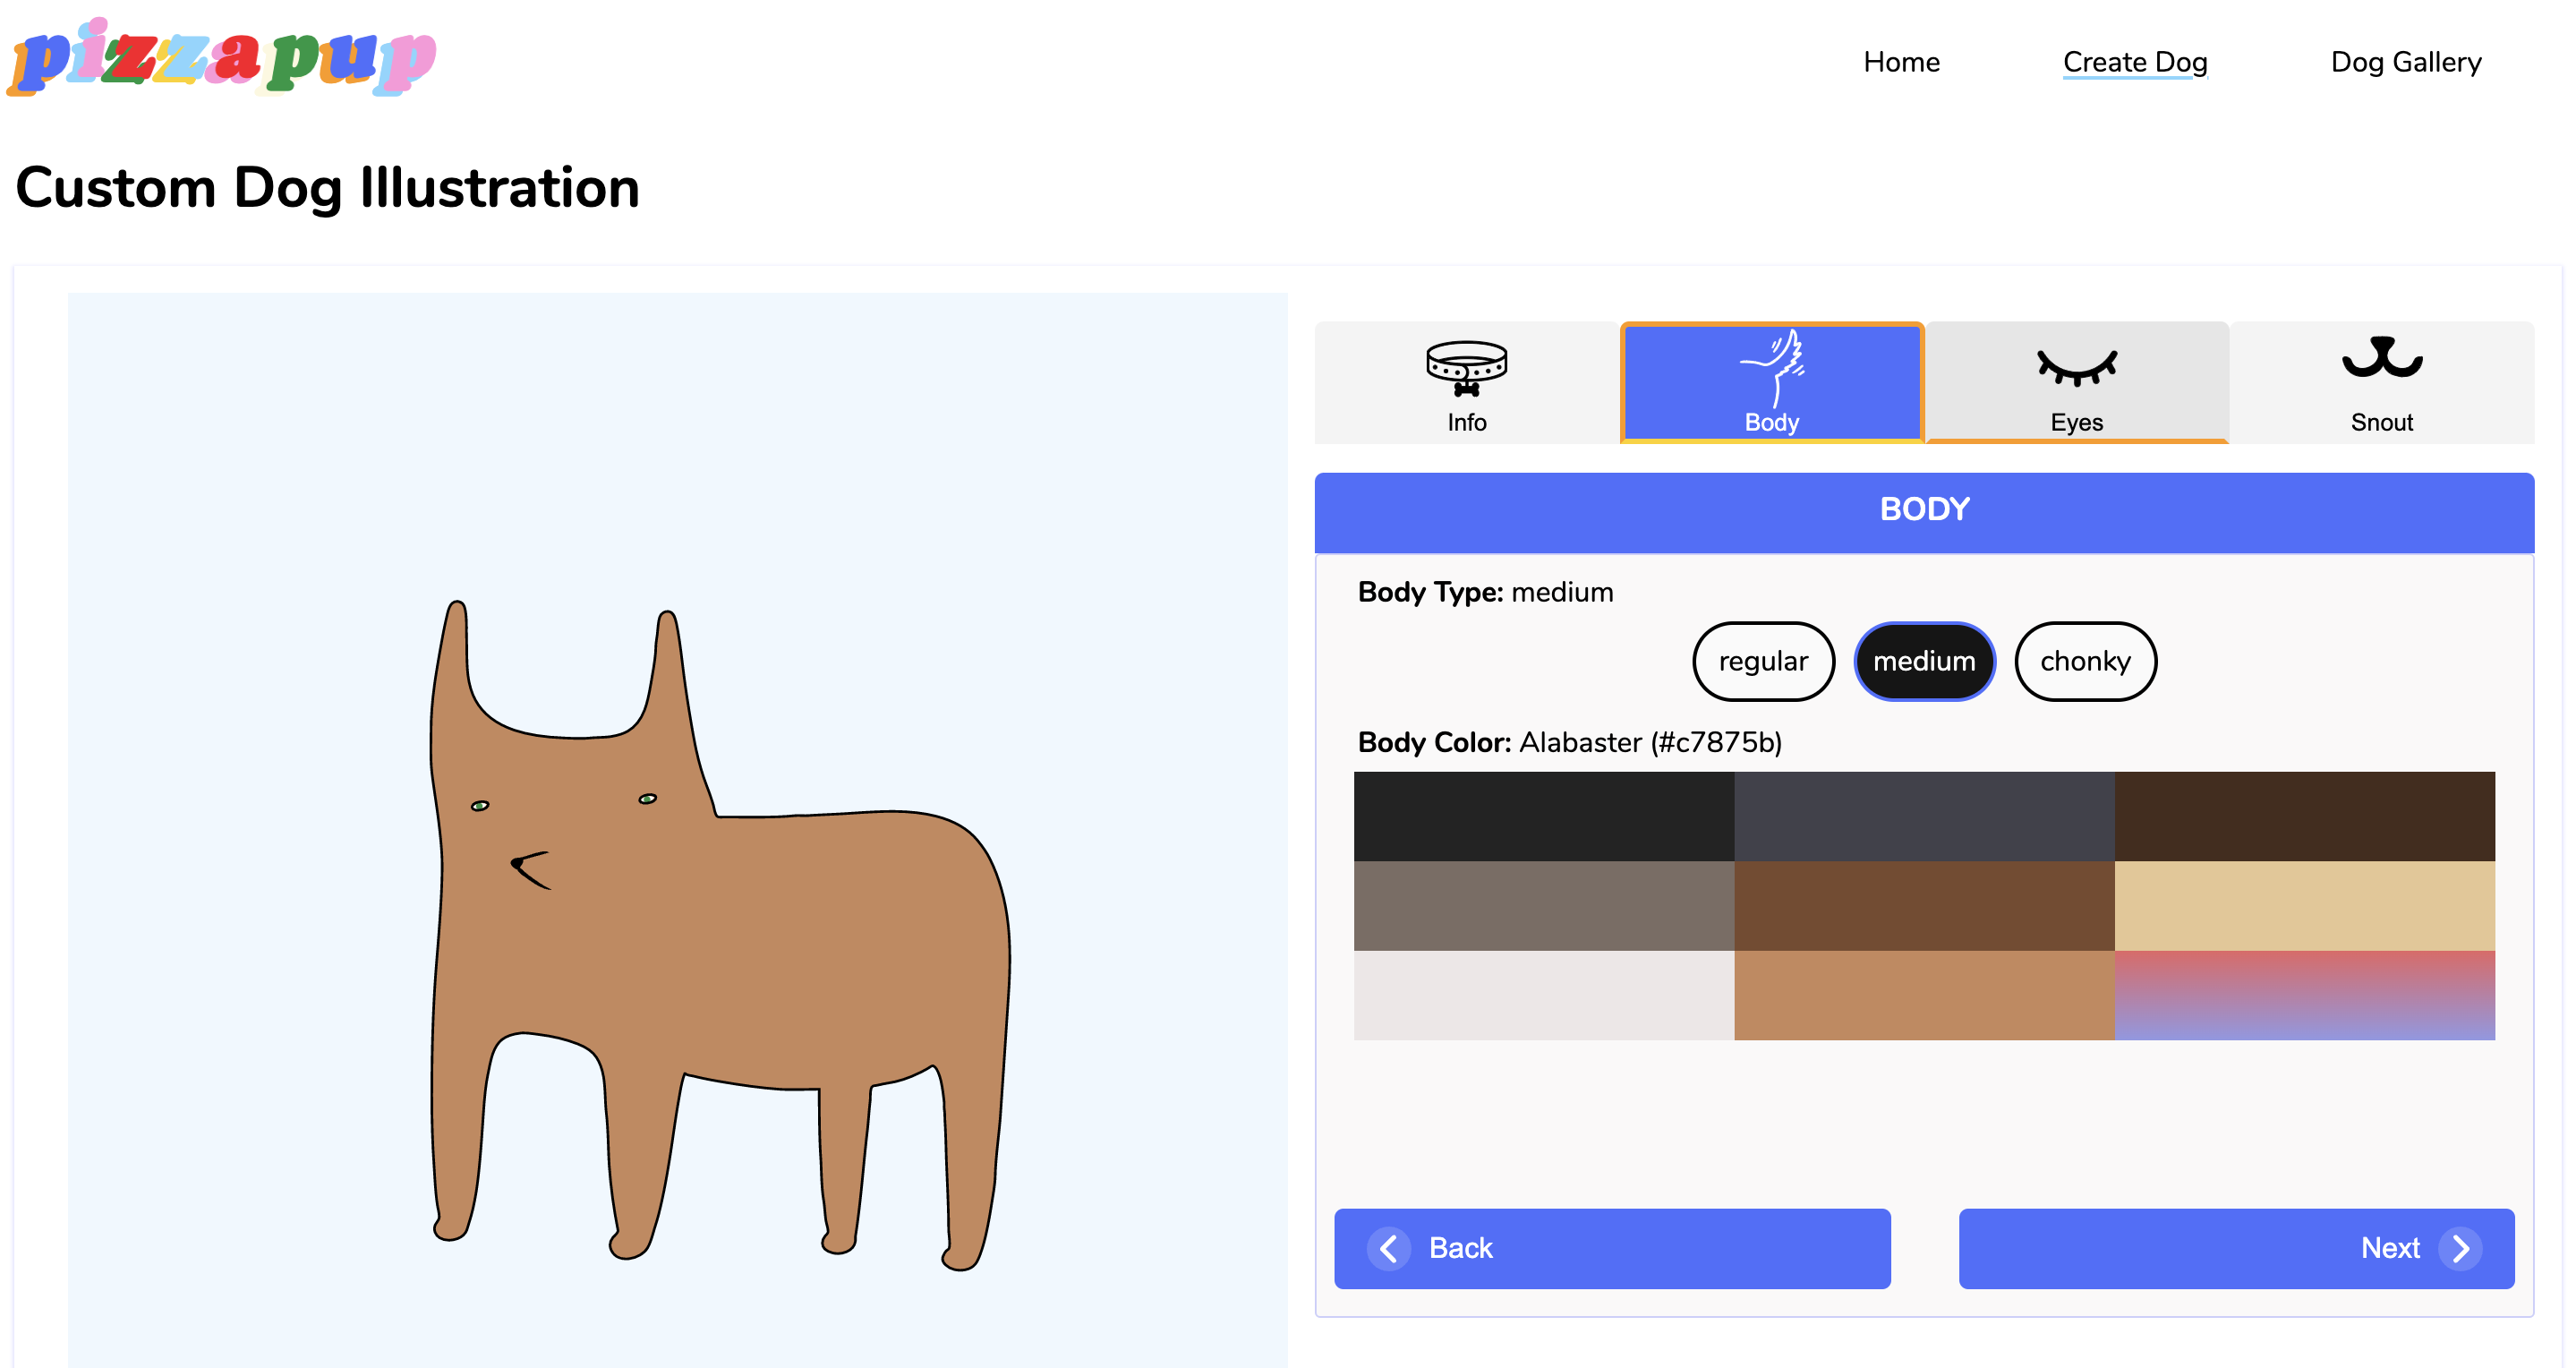 pizzapup
Home Create Dog Dog Gallery
Custom Dog Illustration
Info Body Eyes Snout
BODY
Body Type: medium
regular medium chonky
Body Color: Alabaster (#c7875b)
Back Next